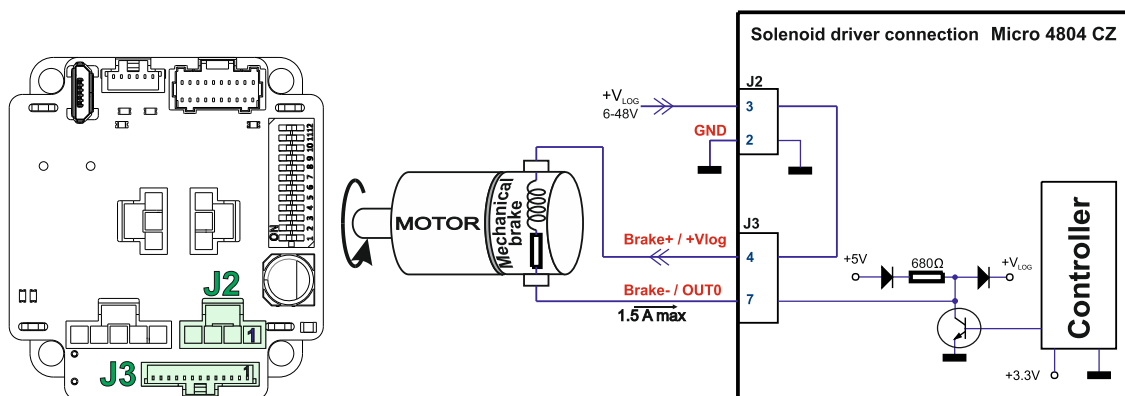 Solenoid driver connection Micro 4804 CZ
J2
+VLOG
6-48V
3
GND
2
12
11
10
9
8
7
6
5
4
3
2
1
ON
MOTOR
Mechanical
brake
J3
Brake+ / +Vlog
4
Brake- / OUT0
7
1.5 A max
+5V
680Ω
+VLOG
Controller
+3.3V
J2
1
J3
1